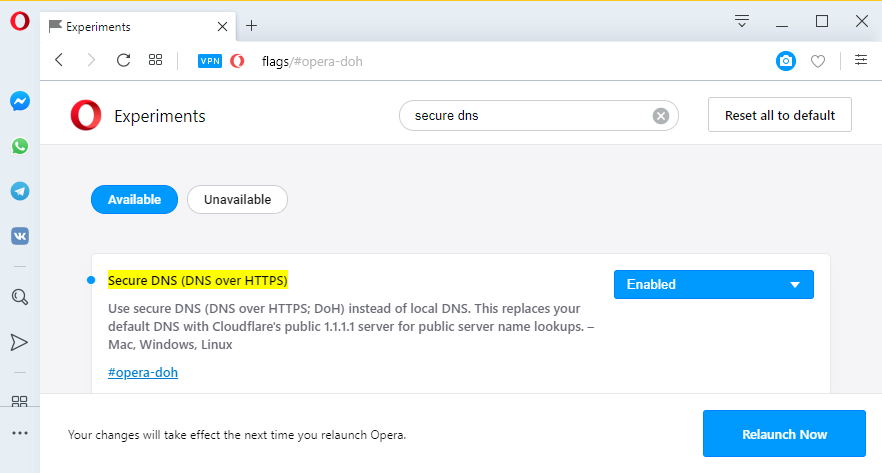 Experiments
VPN
flags/#opera-doh
Experiments
secure dns
Reset all to default
Available
Unavailable
Secure DNS (DNS over HTTPS)
Enabled
Use secure DNS (DNS over HTTPS; DoH) instead of local DNS. This replaces your
default DNS with Cloudflare's public 1.1.1.1 server for public server name lookups. –
Mac, Windows, Linux
#opera-doh
Your changes will take effect the next time you relaunch Opera.
Relaunch Now